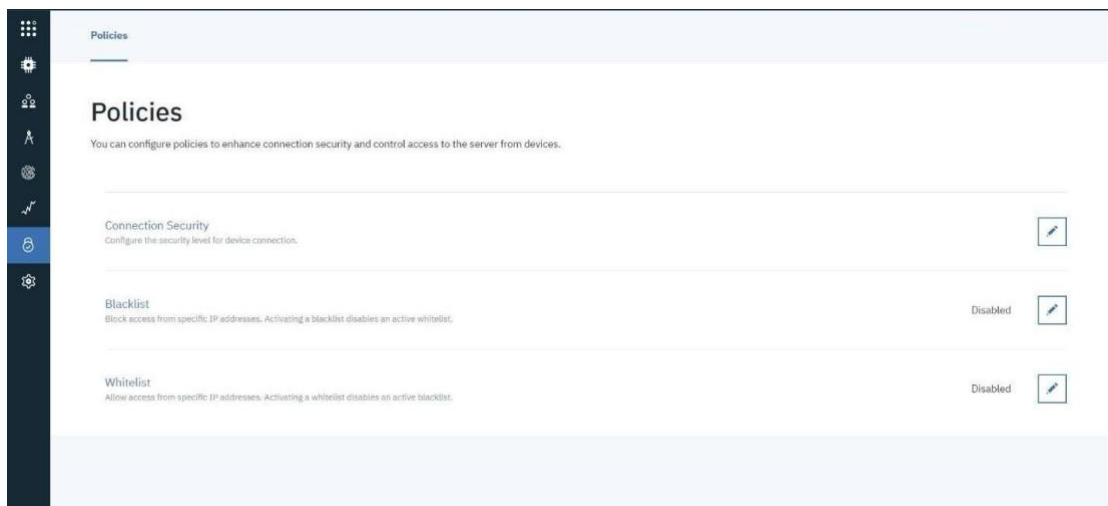 Policies
Policies
You can configure policies to enhance connection security and control access to the server from devices.
Connection Security
Configure the security level for device connection.
Blacklist
Block access from specific IP addresses. Activating a blacklist disables an active whitelist.
Disabled
Whitelist
Allow access from specific IP addresses. Activating a whitelist disables an active blacklist.
Disabled